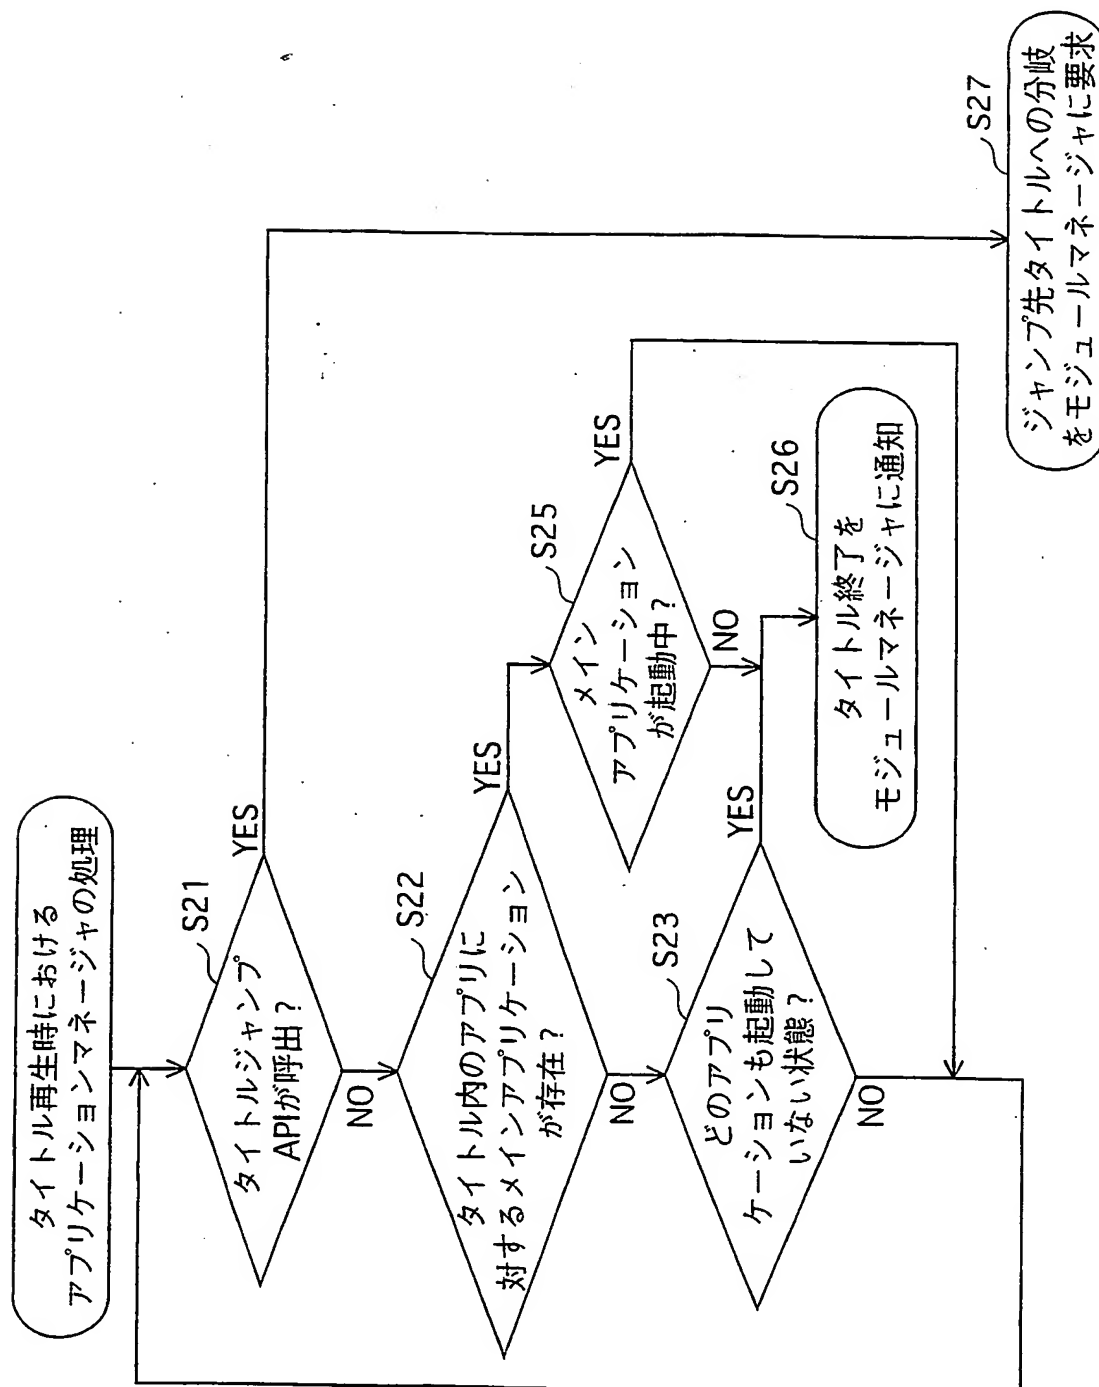 タイトル再生時における
アプリケーションマネージャの処理
S21
タイトルジャンプ
APIが呼出？
YES
NO
S22
タイトル内のアプリに
対するメインアプリケーション
が存在？
YES
NO
S25
メイン
アプリケーション
が起動中？
YES
NO
S23
どのアプリ
ケーションも起動して
いない状態？
YES
NO
S26
タイトル終了を
モジュールマネージャに通知
S27
ジャンプ先タイトルへの分岐
をモジュールマネージャに要求